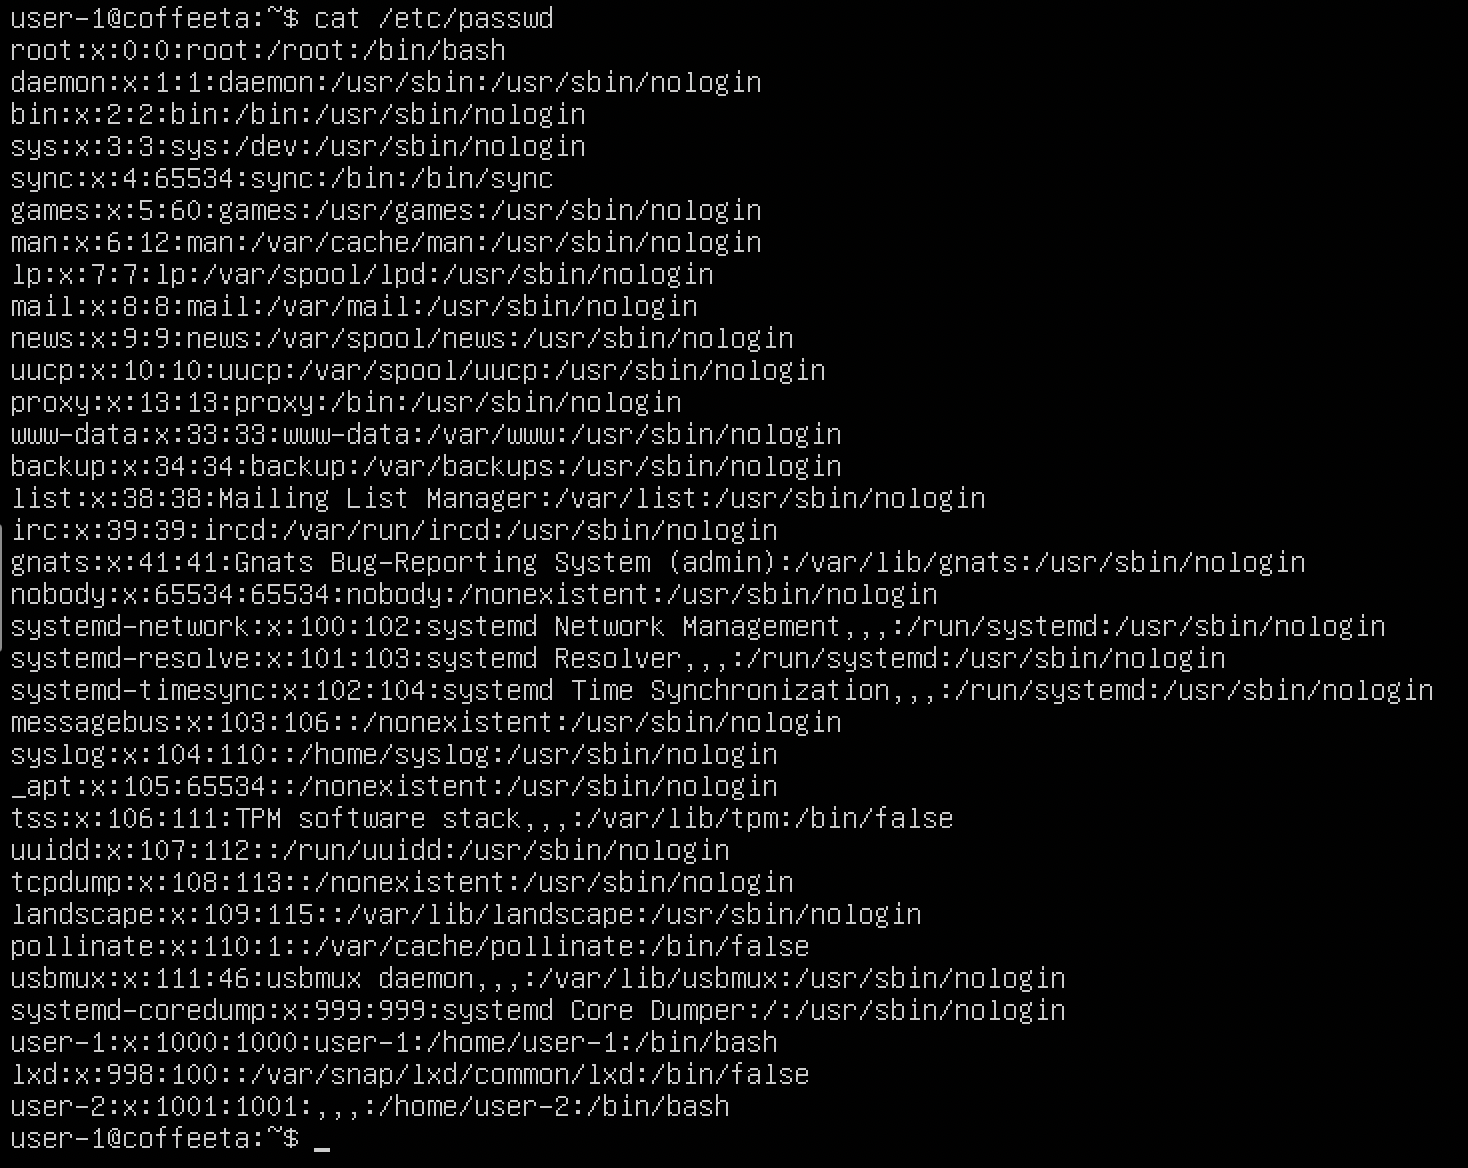 user-1@coffeeta:~$ cat /etc/passwd
root:x:0:0:root:/root:/bin/bash
daemon:x:1:1:daemon:/usr/sbin:/usr/sbin/nologin
bin:x:2:2:bin:/bin:/usr/sbin/nologin
sys:x:3:3:sys:/dev:/usr/sbin/nologin
sync:x:4:65534:sync:/bin:/bin/sync
games:x:5:60:games:/usr/games:/usr/sbin/nologin
man:x:6:12:man:/var/cache/man:/usr/sbin/nologin
lp:x:7:7:lp:/var/spool/lpd:/usr/sbin/nologin
mail:x:8:8:mail:/var/mail:/usr/sbin/nologin
news:x:9:9:news:/var/spool/news:/usr/sbin/nologin
uucp:x:10:10:uucp:/var/spool/uucp:/usr/sbin/nologin
proxy:x:13:13:proxy:/bin:/usr/sbin/nologin
www-data:x:33:33:www-data:/var/www:/usr/sbin/nologin
backup:x:34:34:backup:/var/backups:/usr/sbin/nologin
list:x:38:38:Mailing List Manager:/var/list:/usr/sbin/nologin
irc:x:39:39:ircd:/var/run/ircd:/usr/sbin/nologin
gnats:x:41:41:Gnats Bug-Reporting System (admin):/var/lib/gnats:/usr/sbin/nologin
nobody:x:65534:65534:nobody:/nonexistent:/usr/sbin/nologin
systemd-network:x:100:102:systemd Network Management,,,:/run/systemd:/usr/sbin/nologin
systemd-resolve:x:101:103:systemd Resolver,,,:/run/systemd:/usr/sbin/nologin
systemd-timesync:x:102:104:systemd Time Synchronization,,,:/run/systemd:/usr/sbin/nologin
messagebus:x:103:106::/nonexistent:/usr/sbin/nologin
syslog:x:104:110::/home/syslog:/usr/sbin/nologin
_apt:x:105:65534::/nonexistent:/usr/sbin/nologin
tss:x:106:111:TPM software stack,,,:/var/lib/tpm:/bin/false
uuidd:x:107:112::/run/uuidd:/usr/sbin/nologin
tcpdump:x:108:113::/nonexistent:/usr/sbin/nologin
landscape:x:109:115::/var/lib/landscape:/usr/sbin/nologin
pollinate:x:110:1::/var/cache/pollinate:/bin/false
usbmux:x:111:46:usbmux daemon,,,:/var/lib/usbmux:/usr/sbin/nologin
systemd-coredump:x:999:999:systemd Core Dumper:/:/usr/sbin/nologin
user-1:x:1000:1000:user-1:/home/user-1:/bin/bash
lxd:x:998:100::/var/snap/lxd/common/lxd:/bin/false
user-2:x:1001:1001:,,,:/home/user-2:/bin/bash
user-1@coffeeta:~$ _